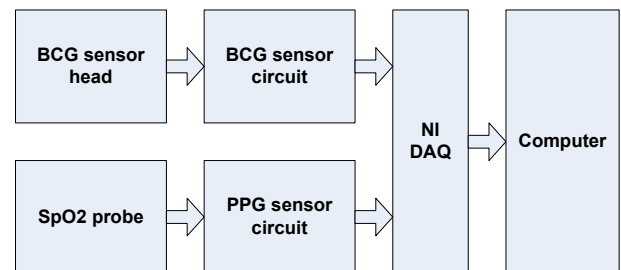 BCG sensor
head
BCG sensor
circuit
NI
DAQ
Computer
SpO2 probe
PPG sensor
circuit